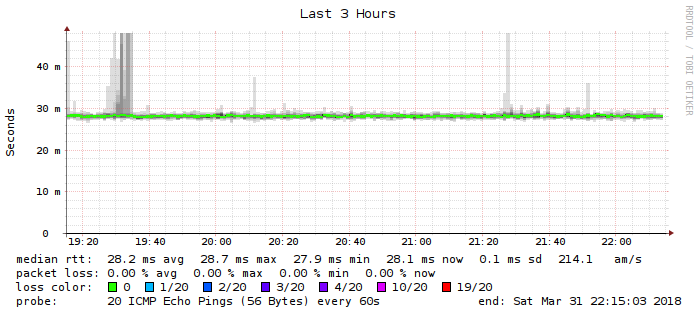 Last 3 Hours
RRDTOOL / TOBI OETIKER
Seconds
40 m
30 m
20 m
10 m
0
19:20 19:40 20:00 20:20 20:40 21:00 21:20 21:40 22:00
median rtt: 28.2 ms avg 28.7 ms max 27.9 ms min 28.1 ms now 0.1 ms sd 214.1 am/s
packet loss: 0.00 % avg 0.00 % max 0.00 % min 0.00 % now
loss color: 0 1/20 2/20 3/20 4/20 10/20 19/20
probe: 20 ICMP Echo Pings (56 Bytes) every 60s end: Sat Mar 31 22:15:03 2018